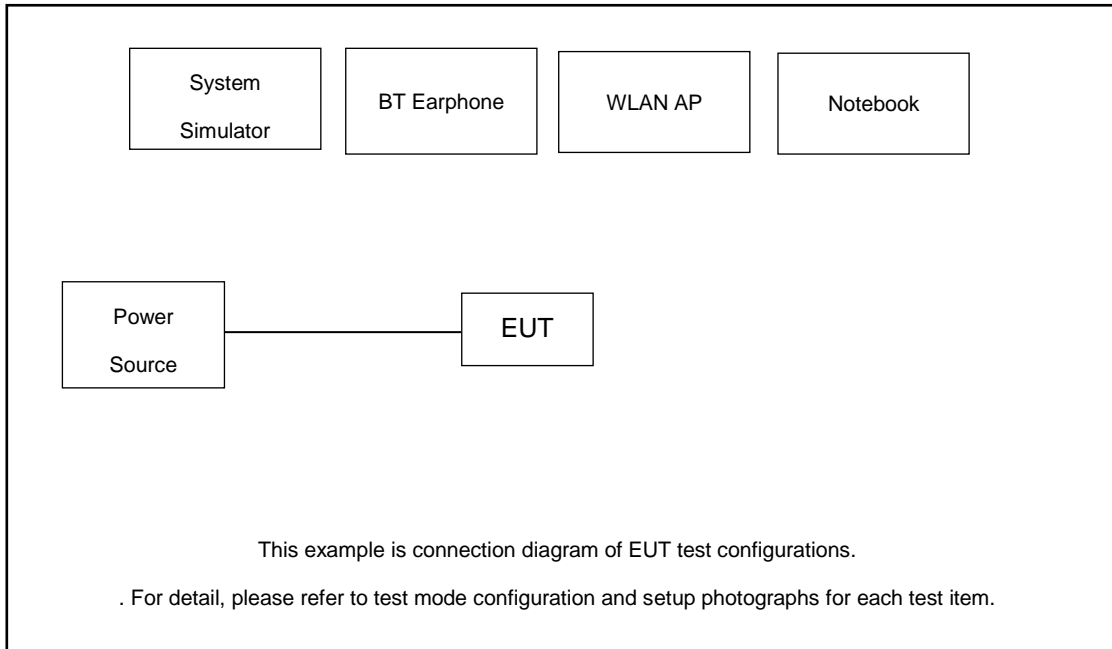 System
Simulator
BT Earphone
WLAN AP
Notebook
Power
Source
EUT
This example is connection diagram of EUT test configurations.
. For detail, please refer to test mode configuration and setup photographs for each test item.